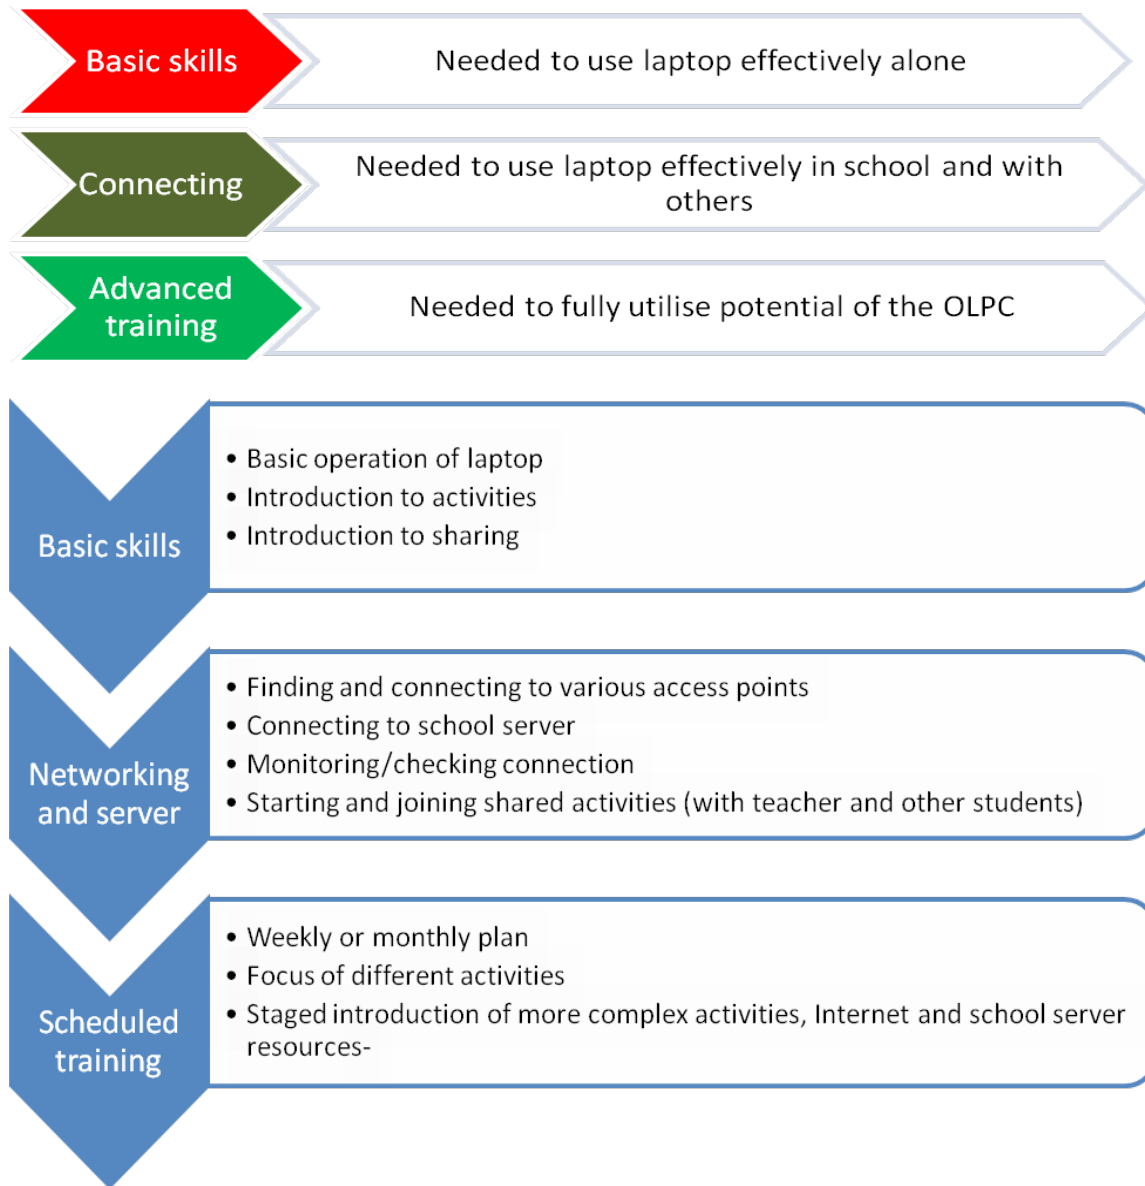 Basic skills
Needed to use laptop effectively alone
Connecting
Needed to use laptop effectively in school and with
others
Advanced
training
Needed to fully utilise potential of the OLPC
Basic skills
• Basic operation of laptop
• Introduction to activities
• Introduction to sharing
Networking
and server
• Finding and connecting to various access points
• Connecting to school server
• Monitoring/checking connection
• Starting and joining shared activities (with teacher and other students)
Scheduled
training
• Weekly or monthly plan
• Focus of different activities
• Staged introduction of more complex activities, Internet and school server
resources-